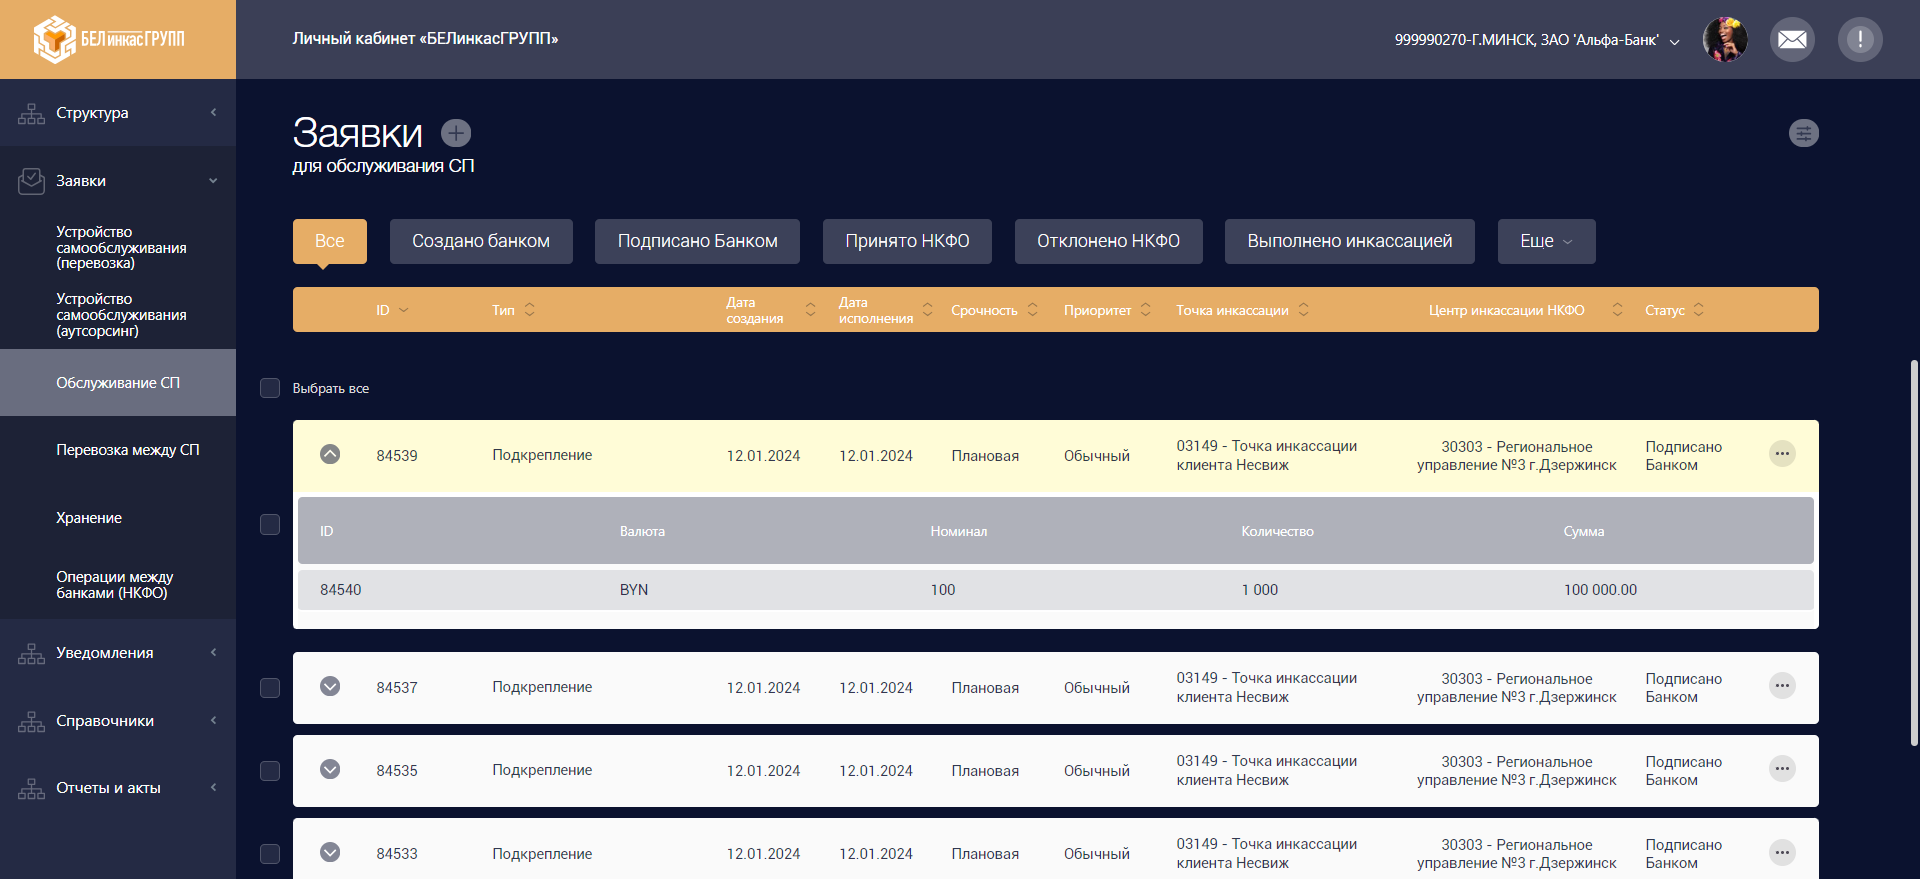 БЕЛинкасГРУПП
Личный кабинет «БЕЛинкасГРУПП»
999990270-Г.МИНСК, ЗАО 'Альфа-Банк'
Структура
Заявки
Устройство
самообслуживания
(перевозка)
Устройство
самообслуживания
(аутсорсинг)
Обслуживание СП
Перевозка между СП
Хранение
Операции между
банками (НКФО)
Уведомления
Справочники
Отчеты и акты
Заявки
для обслуживания СП
Все Создано банком Подписано Банком Принято НКФО Отклонено НКФО Выполнено инкассацией Еще
ID Тип Дата создания Дата исполнения Срочность Приоритет Точка инкассации Центр инкассации НКФО Статус
Выбрать все
84539 Подкрепление 12.01.2024 12.01.2024 Плановая Обычный 03149 - Точка инкассации клиента Несвиж 30303 - Региональное управление №3 г.Дзержинск Подписано Банком
ID Валюта Номинал Количество Сумма
84540 BYN 100 1 000 100 000.00
84537 Подкрепление 12.01.2024 12.01.2024 Плановая Обычный 03149 - Точка инкассации клиента Несвиж 30303 - Региональное управление №3 г.Дзержинск Подписано Банком
84535 Подкрепление 12.01.2024 12.01.2024 Плановая Обычный 03149 - Точка инкассации клиента Несвиж 30303 - Региональное управление №3 г.Дзержинск Подписано Банком
84533 Подкрепление 12.01.2024 12.01.2024 Плановая Обычный 03149 - Точка инкассации клиента Несвиж 30303 - Региональное управление №3 г.Дзержинск Подписано Банком